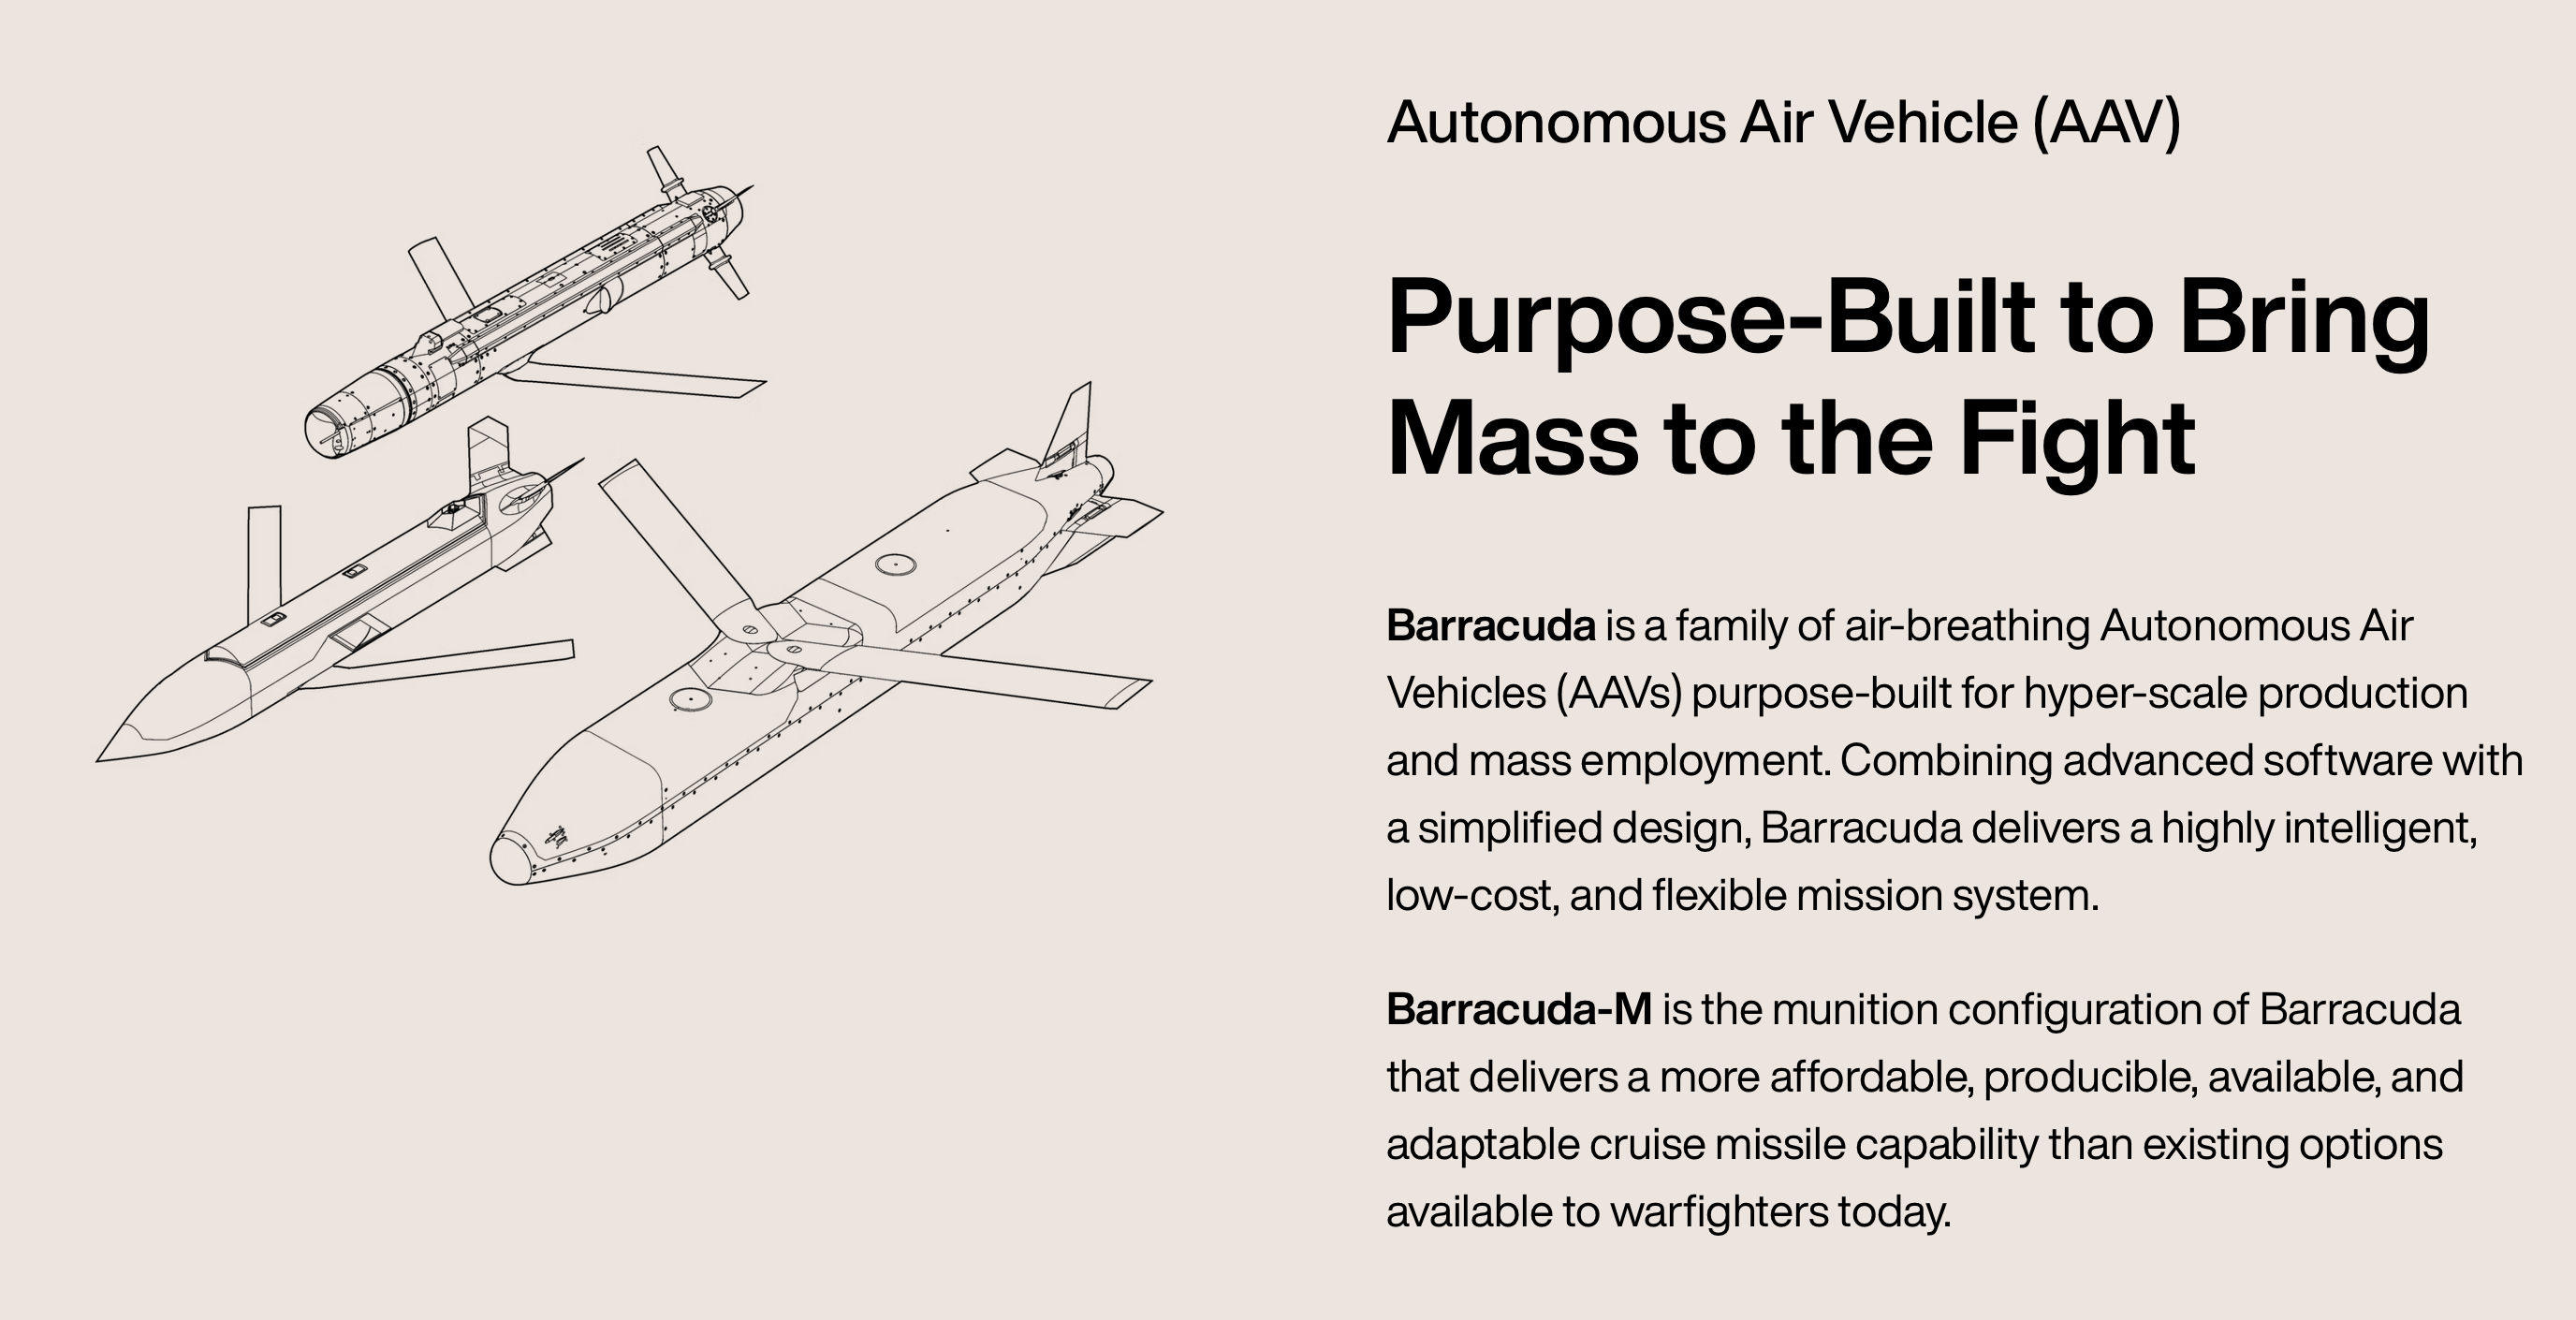 Autonomous Air Vehicle (AAV)
Purpose-Built to Bring
Mass to the Fight
Barracuda is a family of air-breathing Autonomous Air
Vehicles (AAVs) purpose-built for hyper-scale production
and mass employment. Combining advanced software with
a simplified design, Barracuda delivers a highly intelligent,
low-cost, and flexible mission system.
Barracuda-M is the munition configuration of Barracuda
that delivers a more affordable, producible, available, and
adaptable cruise missile capability than existing options
available to warfighters today.